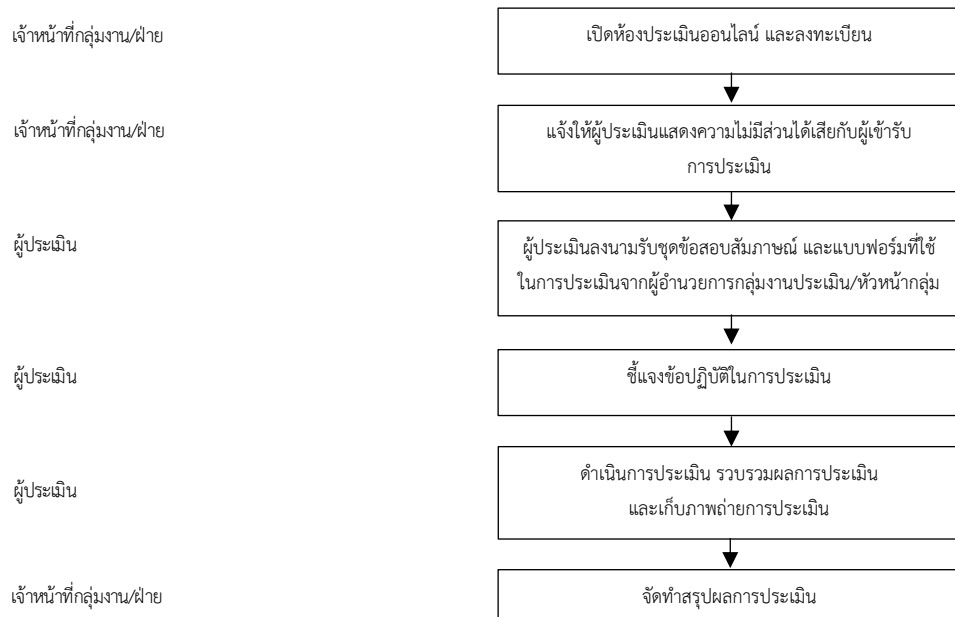 เจ้าหน้าที่กลุ่มงาน/ฝ่าย
เปิดห้องประเมินออนไลน์ และลงทะเบียน
เจ้าหน้าที่กลุ่มงาน/ฝ่าย
แจ้งให้ผู้ประเมินแสดงความไม่มีส่วนได้เสียกับผู้เข้ารับ
การประเมิน
ผู้ประเมิน
ผู้ประเมินลงนามรับชุดข้อสอบสัมภาษณ์ และแบบฟอร์มที่ใช้
ในการประเมินจากผู้อำนวยการกลุ่มงานประเมิน/หัวหน้ากลุ่ม
ผู้ประเมิน
ชี้แจงข้อปฏิบัติในการประเมิน
ผู้ประเมิน
ดำเนินการประเมิน รวบรวมผลการประเมิน
และเก็บภาพถ่ายการประเมิน
เจ้าหน้าที่กลุ่มงาน/ฝ่าย
จัดทำสรุปผลการประเมิน